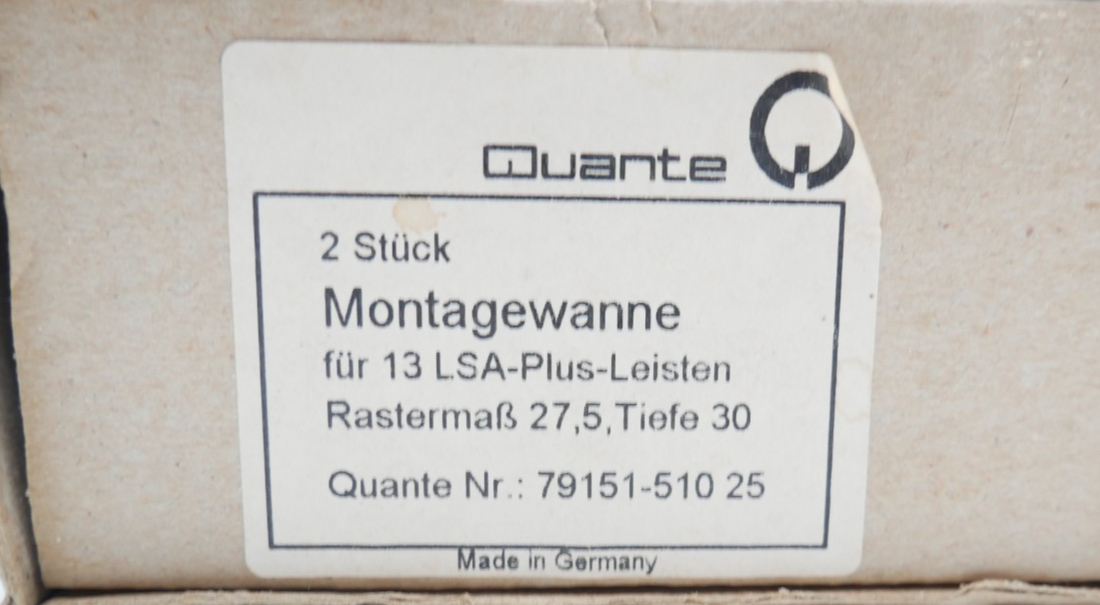 Quante
2 Stück
Montagewanne
für 13 LSA-Plus-Leisten
Rastermaß 27,5,Tiefe 30
Quante Nr.: 79151-510 25
Made in Germany